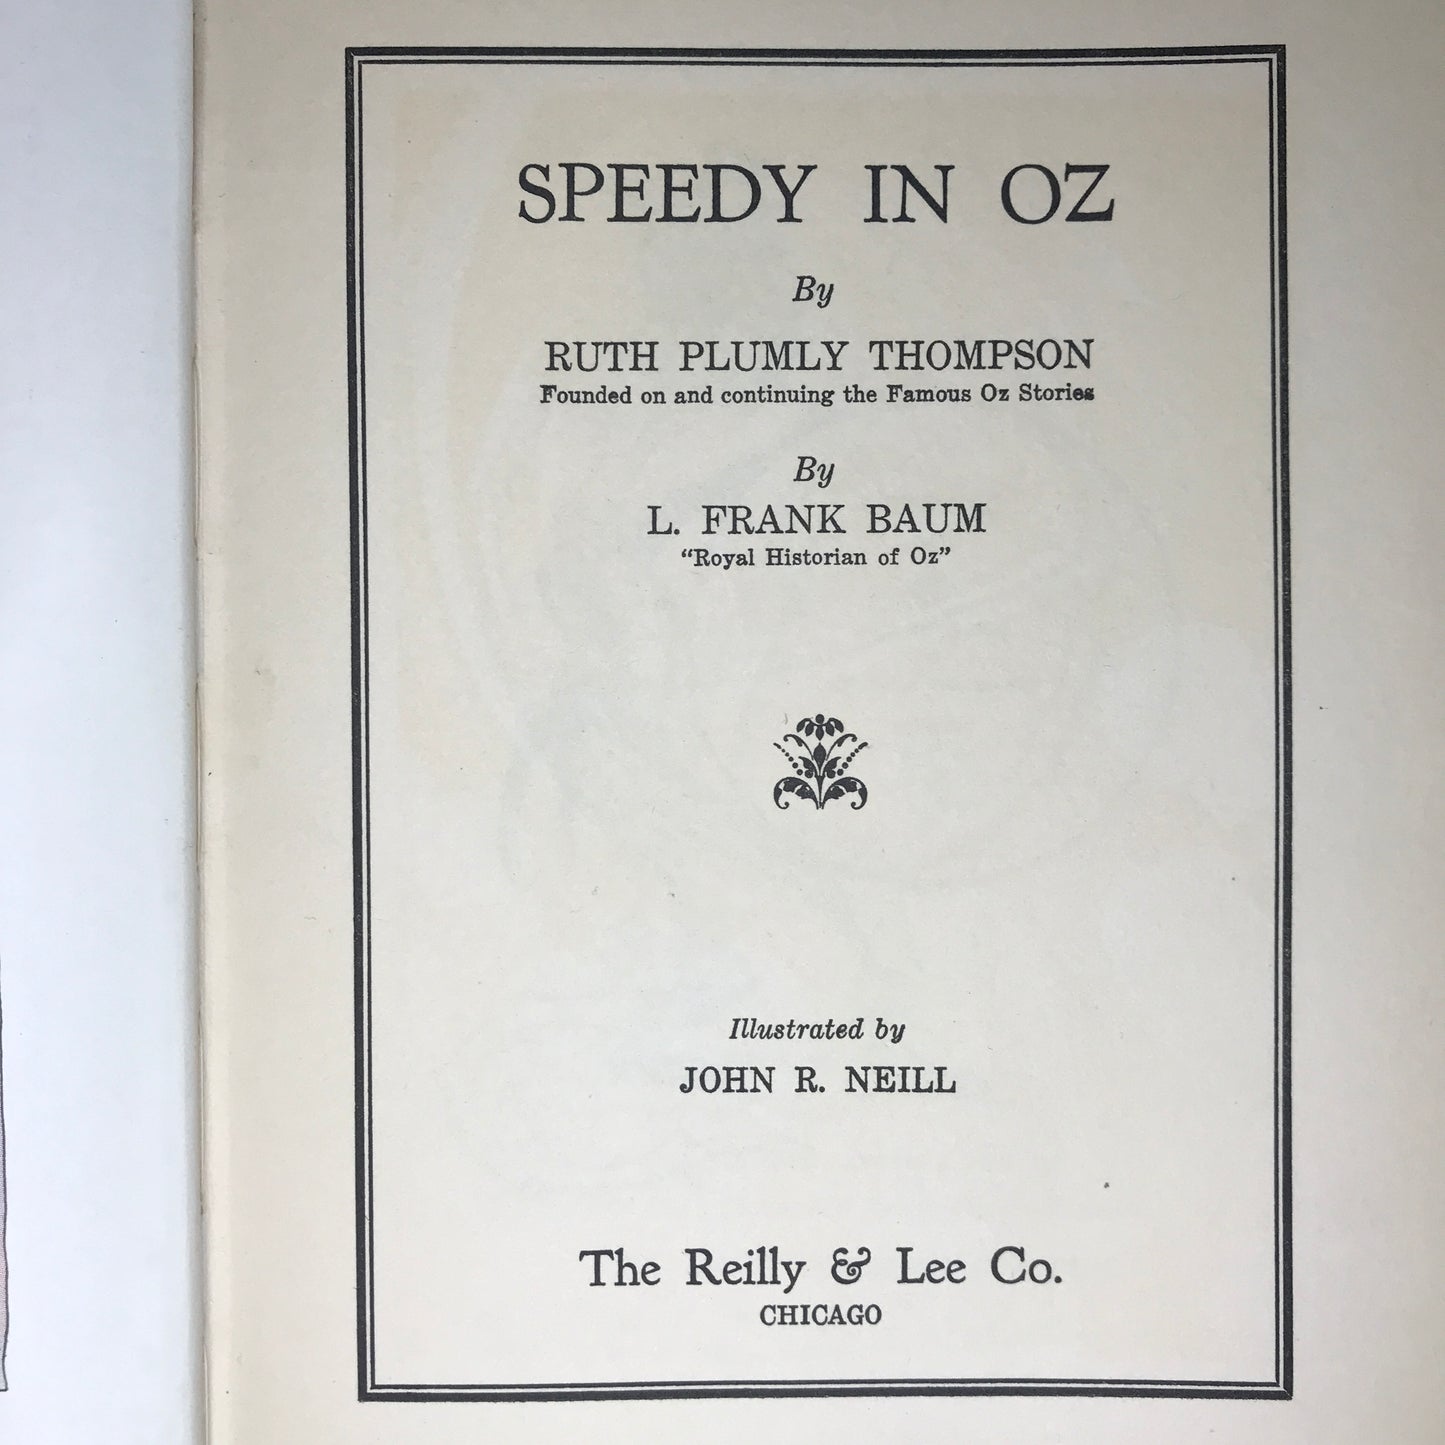 SPEEDY IN OZ
By
RUTH PLUMLY THOMPSON
Founded on and continuing the Famous Oz Stories
By
L. FRANK BAUM
“Royal Historian of Oz”
Illustrated by
JOHN R. NEILL
The Reilly & Lee Co.
CHICAGO